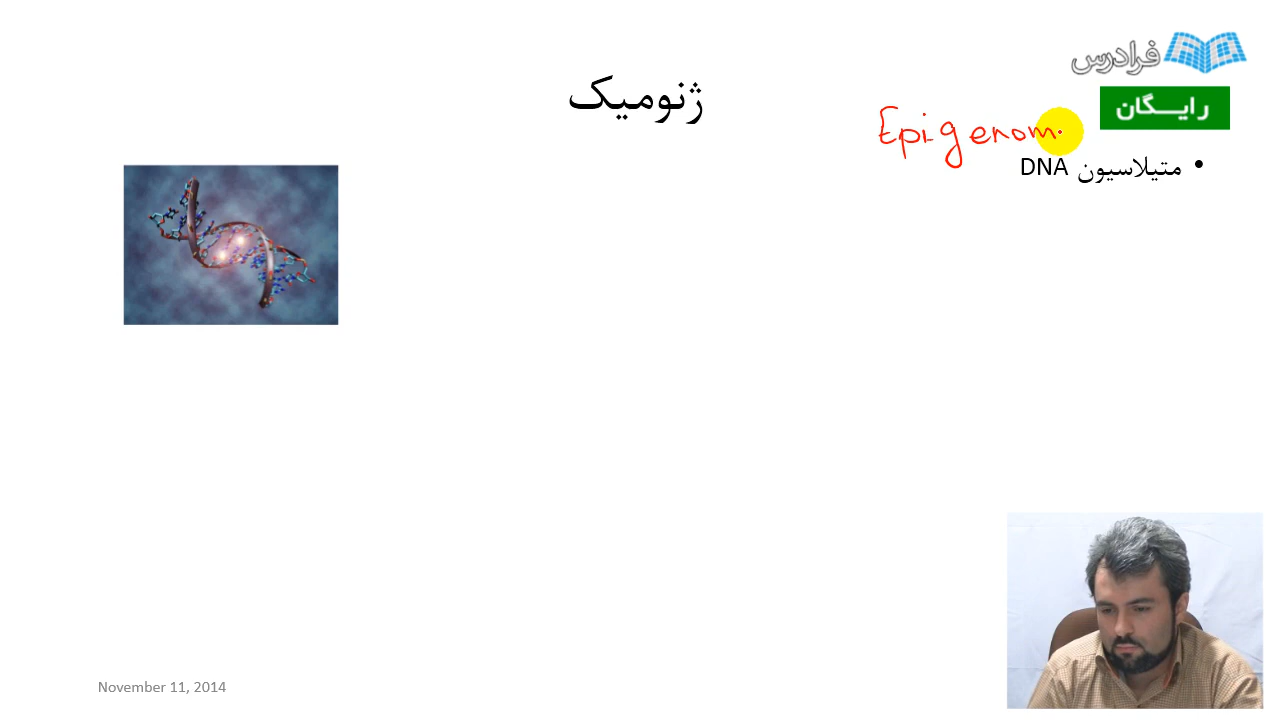 فرادرس
رایگان
ژنومیک
Epigenom
• متیلاسیون DNA
November 11, 2014